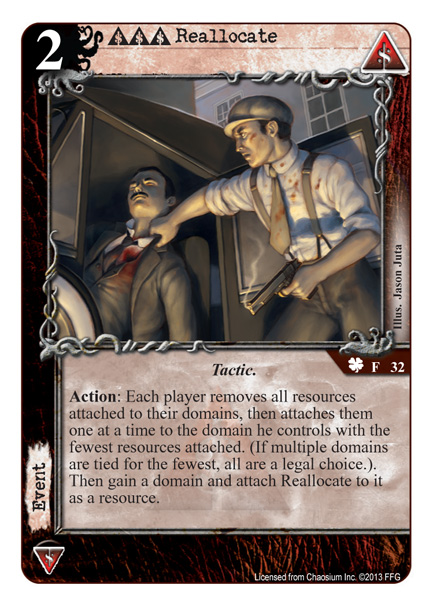 2 Reallocate
Illus. Jason Juta
F 32
Tactic.
Action: Each player removes all resources
attached to their domains, then attaches them
one at a time to the domain he controls with the
fewest resources attached. (If multiple domains
are tied for the fewest, all are a legal choice.).
Then gain a domain and attach Reallocate to it
as a resource.
Event
Licensed from Chaosium Inc. ©2013 FFG